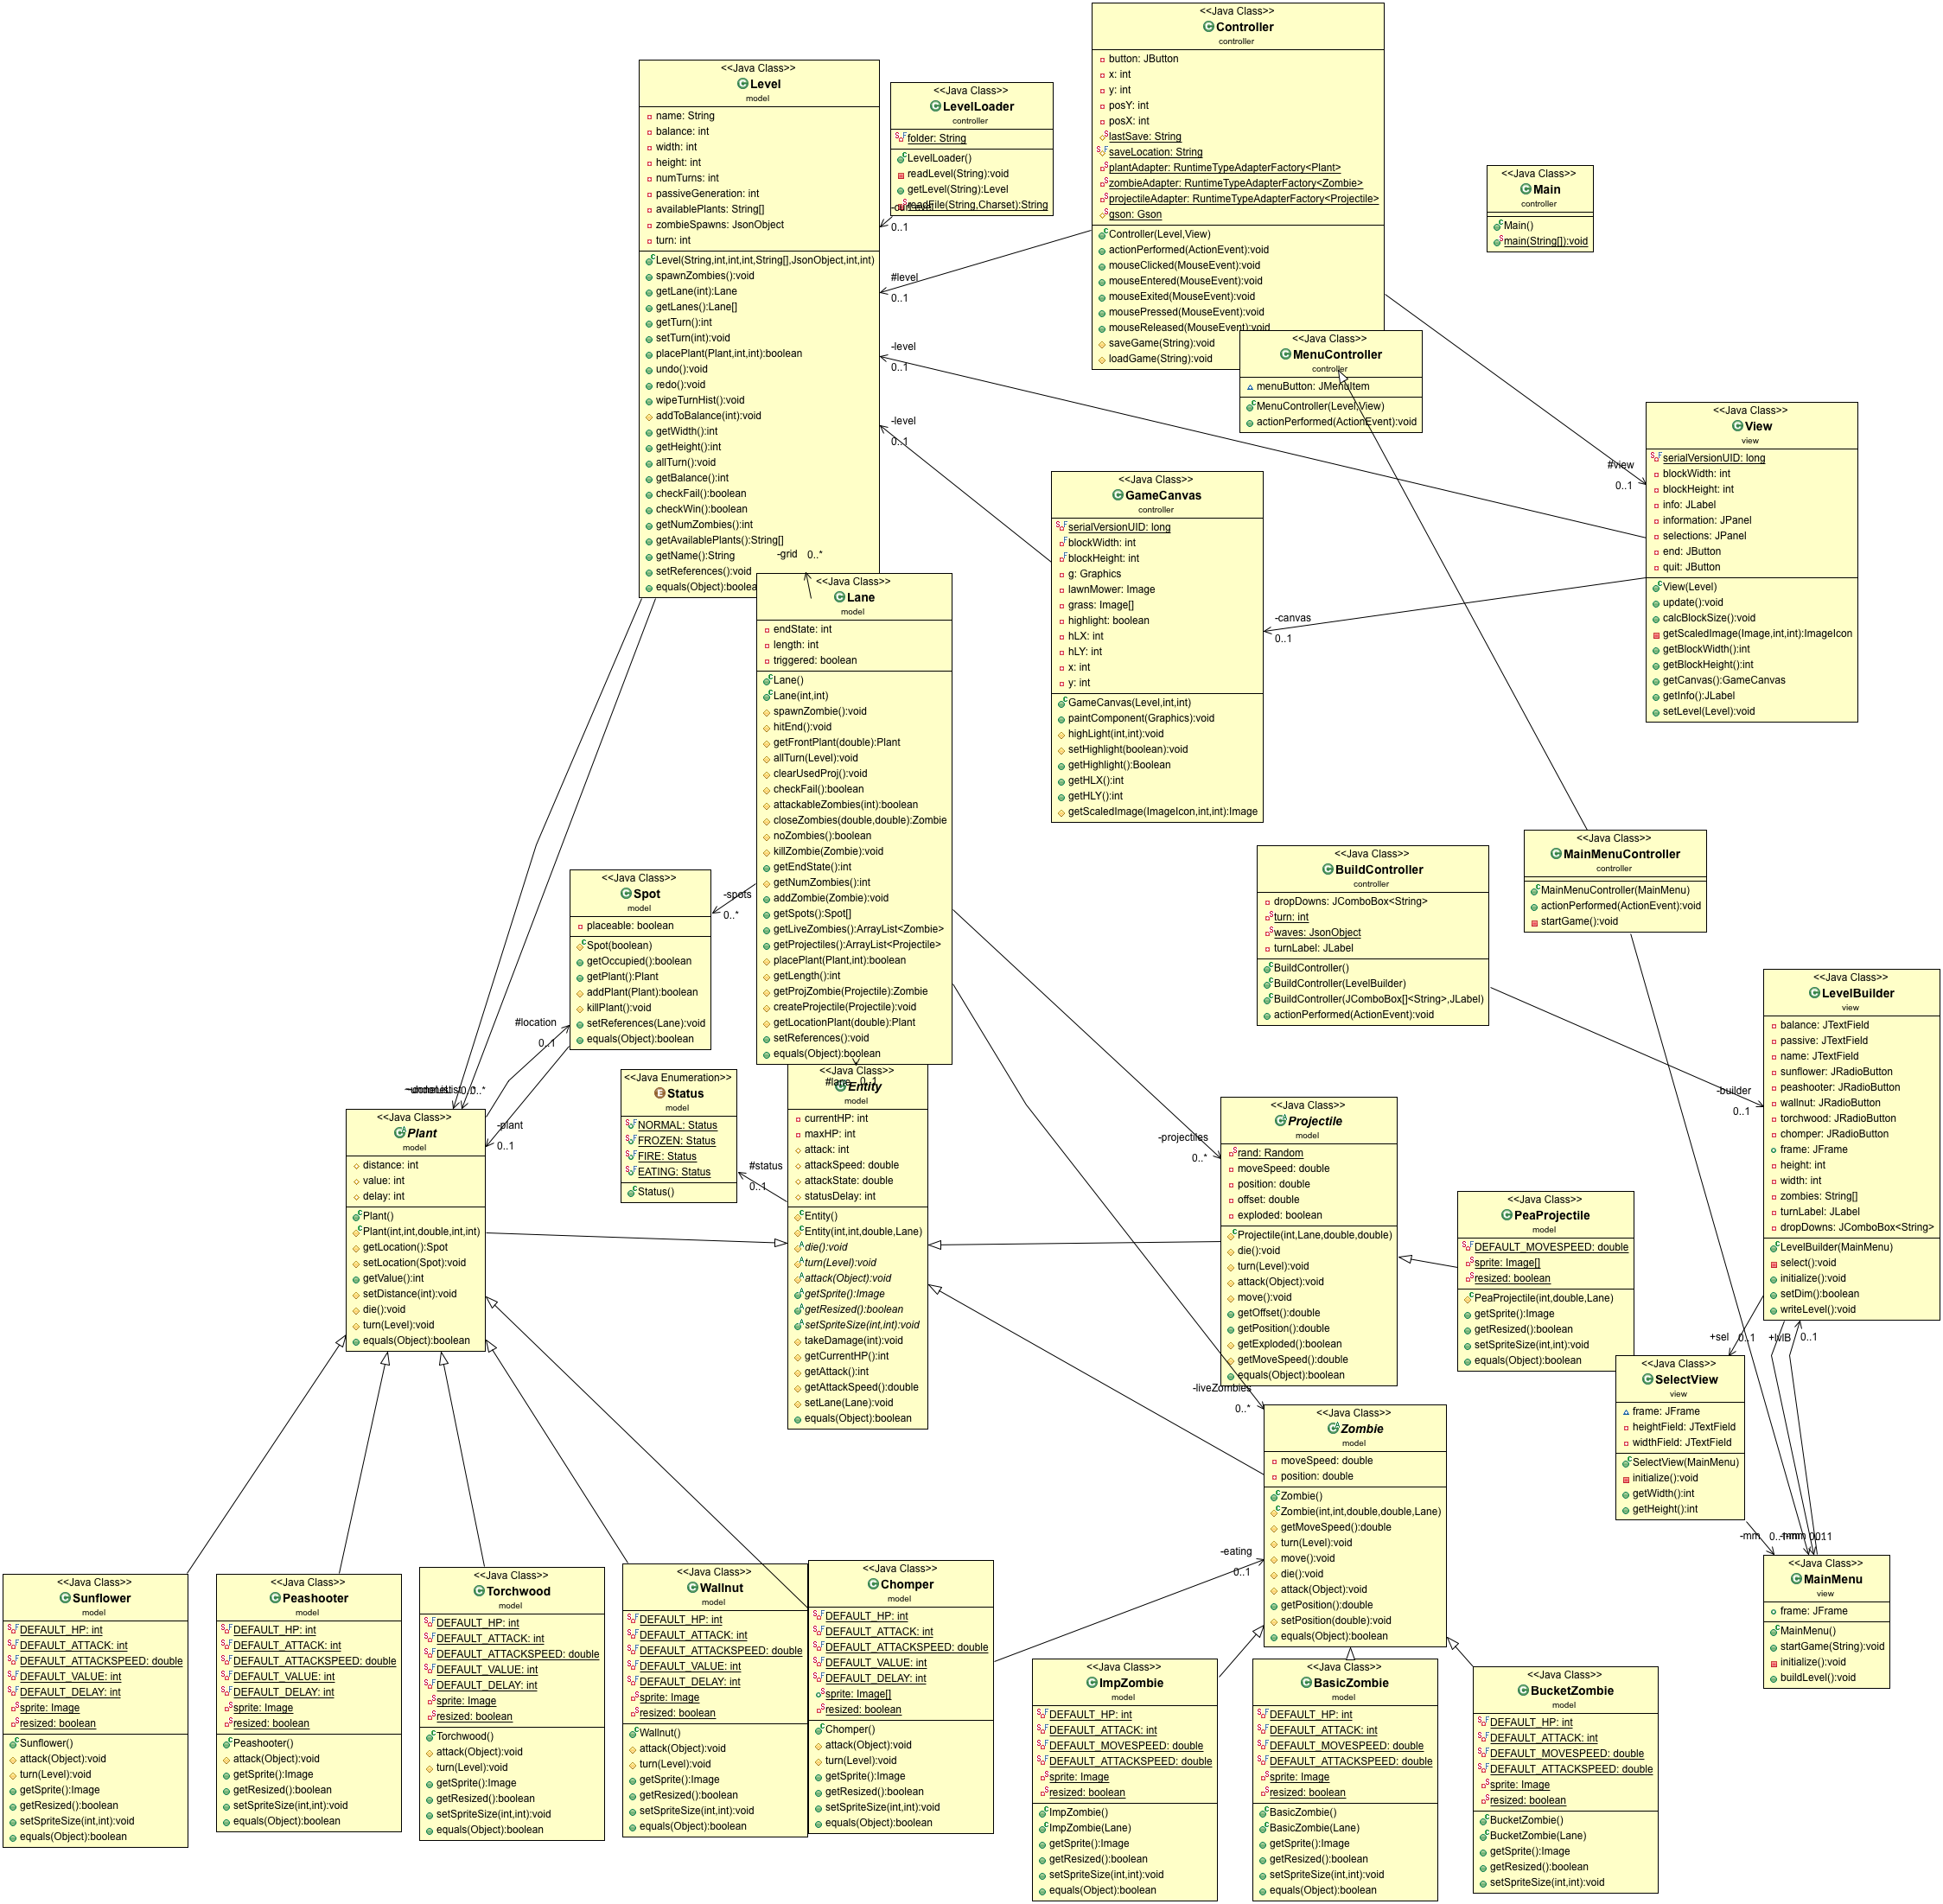 <<Java Class>>
Controller
controller
button: JButton
x: int
y: int
posY: int
posX: int
lastSave: String
saveLocation: String
plantAdapter: RuntimeTypeAdapterFactory<Plant>
zombieAdapter: RuntimeTypeAdapterFactory<Zombie>
projectileAdapter: RuntimeTypeAdapterFactory<Projectile>
gson: Gson
Controller(Level,View)
actionPerformed(ActionEvent):void
mouseClicked(MouseEvent):void
mouseEntered(MouseEvent):void
mouseExited(MouseEvent):void
mousePressed(MouseEvent):void
mouseReleased(MouseEvent):void
saveGame(String):void
loadGame(String):void
<<Java Class>>
Level
model
name: String
balance: int
width: int
height: int
numTurns: int
passiveGeneration: int
availablePlants: String[]
zombieSpawns: JsonObject
turn: int
Level(String,int,int,int,String[],JsonObject,int,int)
spawnZombies():void
getLane(int):Lane
getLanes():Lane[]
getTurn():int
setTurn(int):void
placePlant(Plant,int,int):boolean
undo():void
redo():void
wipeTurnHist():void
addToBalance(int):void
getWidth():int
getHeight():int
allTurn():void
getBalance():int
checkFail():boolean
checkWin():boolean
getNumZombies():int
getAvailablePlants():String[]
getName():String
setReferences():void
equals(Object):boolea
-grid 0..*
<<Java Class>>
LevelLoader
controller
folder: String
LevelLoader()
readLevel(String):void
getLevel(String):Level
readFile(String,Charset):String
0..1
#level
0..1
-level
0..1
-level
0..1
<<Java Class>>
Main
controller
Main()
main(String[]):void
<<Java Class>>
MenuController
controller
menuButton: JMenuItem
MenuController(Level,View)
actionPerformed(ActionEvent):void
<<Java Class>>
View
view
serialVersionUID: long
blockWidth: int
blockHeight: int
info: JLabel
information: JPanel
selections: JPanel
end: JButton
quit: JButton
View(Level)
update():void
calcBlockSize():void
getScaledImage(Image,int,int):ImageIcon
getBlockWidth():int
getBlockHeight():int
getCanvas():GameCanvas
getInfo():JLabel
setLevel(Level):void
#view
0..1
<<Java Class>>
GameCanvas
controller
serialVersionUID: long
blockWidth: int
blockHeight: int
g: Graphics
lawnMower: Image
grass: Image[]
highlight: boolean
hLX: int
hLY: int
x: int
y: int
GameCanvas(Level,int,int)
paintComponent(Graphics):void
highLight(int,int):void
setHighlight(boolean):void
getHighlight():Boolean
getHLX():int
getHLY():int
getScaledImage(ImageIcon,int,int):Image
-canvas
0..1
<<Java Class>>
Lane
model
endState: int
length: int
triggered: boolean
Lane()
Lane(int,int)
spawnZombie():void
hitEnd():void
getFrontPlant(double):Plant
allTurn(Level):void
clearUsedProj():void
checkFail():boolean
attackableZombies(int):boolean
closeZombies(double,double):Zombie
noZombies():boolean
killZombie(Zombie):void
getEndState():int
getNumZombies():int
addZombie(Zombie):void
getSpots():Spot[]
getLiveZombies():ArrayList<Zombie>
getProjectiles():ArrayList<Projectile>
placePlant(Plant,int):boolean
getLength():int
getProjZombie(Projectile):Zombie
createProjectile(Projectile):void
getLocationPlant(double):Plant
setReferences():void
equals(Object):boolean
-spots
0..*
<<Java Class>>
Spot
model
placeable: boolean
Spot(boolean)
getOccupied():boolean
getPlant():Plant
addPlant(Plant):boolean
killPlant():void
setReferences(Lane):void
equals(Object):boolean
#location
0..1
-plant
0..1
<<Java Class>>
BuildController
controller
dropDowns: JComboBox<String>
turn: int
waves: JsonObject
turnLabel: JLabel
BuildController()
BuildController(LevelBuilder)
BuildController(JComboBox[]<String>,JLabel)
actionPerformed(ActionEvent):void
<<Java Class>>
MainMenuController
controller
MainMenuController(MainMenu)
actionPerformed(ActionEvent):void
startGame():void
<<Java Class>>
LevelBuilder
view
balance: JTextField
passive: JTextField
name: JTextField
sunflower: JRadioButton
peashooter: JRadioButton
wallnut: JRadioButton
torchwood: JRadioButton
chomper: JRadioButton
frame: JFrame
height: int
width: int
zombies: String[]
turnLabel: JLabel
dropDowns: JComboBox<String>
LevelBuilder(MainMenu)
select():void
initialize():void
setDim():boolean
writeLevel():void
-builder
0..1
<<Java Enumeration>>
Status
model
NORMAL: Status
FROZEN: Status
FIRE: Status
EATING: Status
Status()
#status
0..1
<<Java Class>>
#lane 0..1
Entity
model
currentHP: int
maxHP: int
attack: int
attackSpeed: double
attackState: double
statusDelay: int
Entity()
Entity(int,int,double,Lane)
die():void
turn(Level):void
attack(Object):void
getSprite():Image
getResized():boolean
setSpriteSize(int,int):void
takeDamage(int):void
getCurrentHP():int
getAttack():int
getAttackSpeed():double
setLane(Lane):void
equals(Object):boolean
<<Java Class>>
Plant
model
distance: int
value: int
delay: int
Plant()
Plant(int,int,double,int,int)
getLocation():Spot
setLocation(Spot):void
getValue():int
setDistance(int):void
die():void
turn(Level):void
equals(Object):boolean
<<Java Class>>
Projectile
model
rand: Random
moveSpeed: double
position: double
offset: double
exploded: boolean
Projectile(int,Lane,double,double)
die():void
turn(Level):void
attack(Object):void
move():void
getOffset():double
getPosition():double
getExploded():boolean
getMoveSpeed():double
equals(Object):boolean
-projectiles
0..*
-liveZombies
0..*
<<Java Class>>
PeaProjectile
model
DEFAULT_MOVESPEED: double
sprite: Image[]
resized: boolean
PeaProjectile(int,double,Lane)
getSprite():Image
getResized():boolean
setSpriteSize(int,int):void
equals(Object):boolean
+sel 0..1
+lvlB 0..1
<<Java Class>>
SelectView
view
frame: JFrame
heightField: JTextField
widthField: JTextField
SelectView(MainMenu)
initialize():void
getWidth():int
getHeight():int
-mm
<<Java Class>>
MainMenu
view
frame: JFrame
MainMenu()
startGame(String):void
initialize():void
buildLevel():void
<<Java Class>>
Zombie
model
moveSpeed: double
position: double
Zombie()
Zombie(int,int,double,double,Lane)
getMoveSpeed():double
turn(Level):void
move():void
die():void
attack(Object):void
getPosition():double
setPosition(double):void
equals(Object):boolean
-eating
0..1
<<Java Class>>
Sunflower
model
DEFAULT_HP: int
DEFAULT_ATTACK: int
DEFAULT_ATTACKSPEED: double
DEFAULT_VALUE: int
DEFAULT_DELAY: int
sprite: Image
resized: boolean
Sunflower()
attack(Object):void
turn(Level):void
getSprite():Image
getResized():boolean
setSpriteSize(int,int):void
equals(Object):boolean
<<Java Class>>
Peashooter
model
DEFAULT_HP: int
DEFAULT_ATTACK: int
DEFAULT_ATTACKSPEED: double
DEFAULT_VALUE: int
DEFAULT_DELAY: int
sprite: Image
resized: boolean
Peashooter()
attack(Object):void
getSprite():Image
getResized():boolean
setSpriteSize(int,int):void
equals(Object):boolean
<<Java Class>>
Torchwood
model
DEFAULT_HP: int
DEFAULT_ATTACK: int
DEFAULT_ATTACKSPEED: double
DEFAULT_VALUE: int
DEFAULT_DELAY: int
sprite: Image
resized: boolean
Torchwood()
attack(Object):void
turn(Level):void
getSprite():Image
getResized():boolean
setSpriteSize(int,int):void
equals(Object):boolean
<<Java Class>>
Wallnut
model
DEFAULT_HP: int
DEFAULT_ATTACK: int
DEFAULT_ATTACKSPEED: double
DEFAULT_VALUE: int
DEFAULT_DELAY: int
sprite: Image
resized: boolean
Wallnut()
attack(Object):void
turn(Level):void
getSprite():Image
getResized():boolean
setSpriteSize(int,int):void
equals(Object):boolean
<<Java Class>>
Chomper
model
DEFAULT_HP: int
DEFAULT_ATTACK: int
DEFAULT_ATTACKSPEED: double
DEFAULT_VALUE: int
DEFAULT_DELAY: int
sprite: Image[]
resized: boolean
Chomper()
attack(Object):void
turn(Level):void
getSprite():Image
getResized():boolean
setSpriteSize(int,int):void
equals(Object):boolean
<<Java Class>>
ImpZombie
model
DEFAULT_HP: int
DEFAULT_ATTACK: int
DEFAULT_MOVESPEED: double
DEFAULT_ATTACKSPEED: double
sprite: Image
resized: boolean
ImpZombie()
ImpZombie(Lane)
getSprite():Image
getResized():boolean
setSpriteSize(int,int):void
equals(Object):boolean
<<Java Class>>
BasicZombie
model
DEFAULT_HP: int
DEFAULT_ATTACK: int
DEFAULT_MOVESPEED: double
DEFAULT_ATTACKSPEED: double
sprite: Image
resized: boolean
BasicZombie()
BasicZombie(Lane)
getSprite():Image
getResized():boolean
setSpriteSize(int,int):void
equals(Object):boolean
<<Java Class>>
BucketZombie
model
DEFAULT_HP: int
DEFAULT_ATTACK: int
DEFAULT_MOVESPEED: double
DEFAULT_ATTACKSPEED: double
sprite: Image
resized: boolean
BucketZombie()
BucketZombie(Lane)
getSprite():Image
getResized():boolean
setSpriteSize(int,int):void